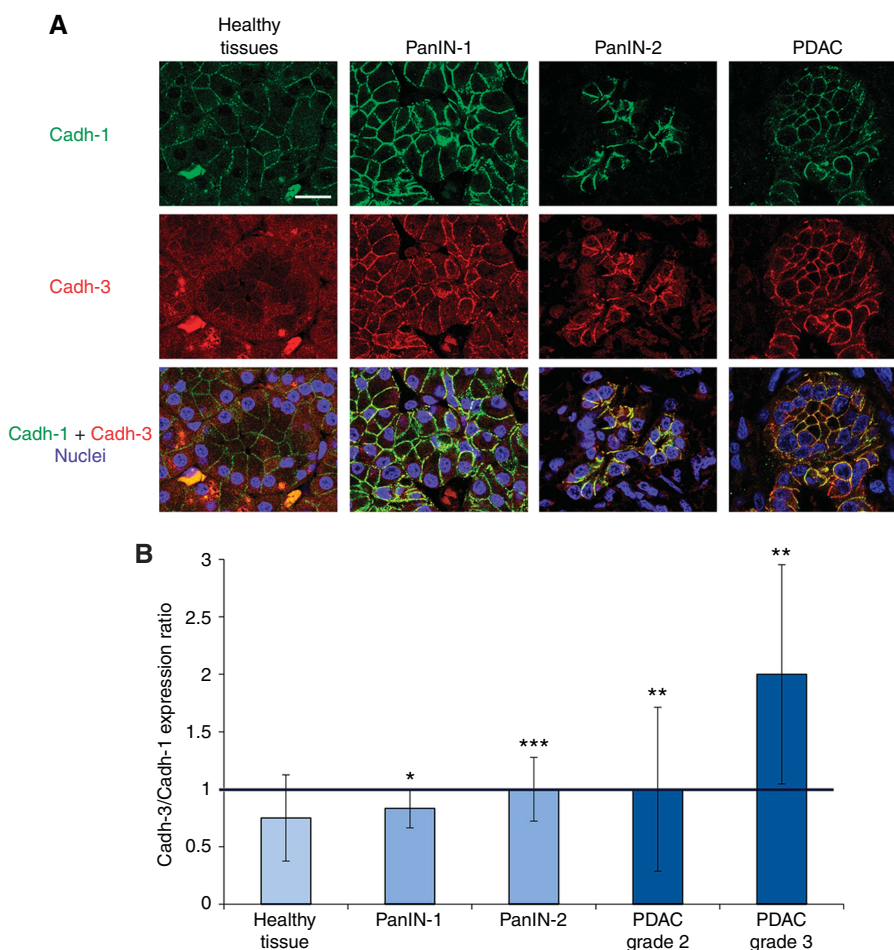 A
Healthy
tissues
PanIN-1
PanIN-2
PDAC
Cadh-1
Cadh-3
Cadh-1 + Cadh-3
Nuclei
B
Cadh-3/Cadh-1 expression ratio
3
2.5
2
1.5
1
0.5
0
*
***
**
**
Healthy
tissue
PanIN-1
PanIN-2
PDAC
grade 2
PDAC
grade 3